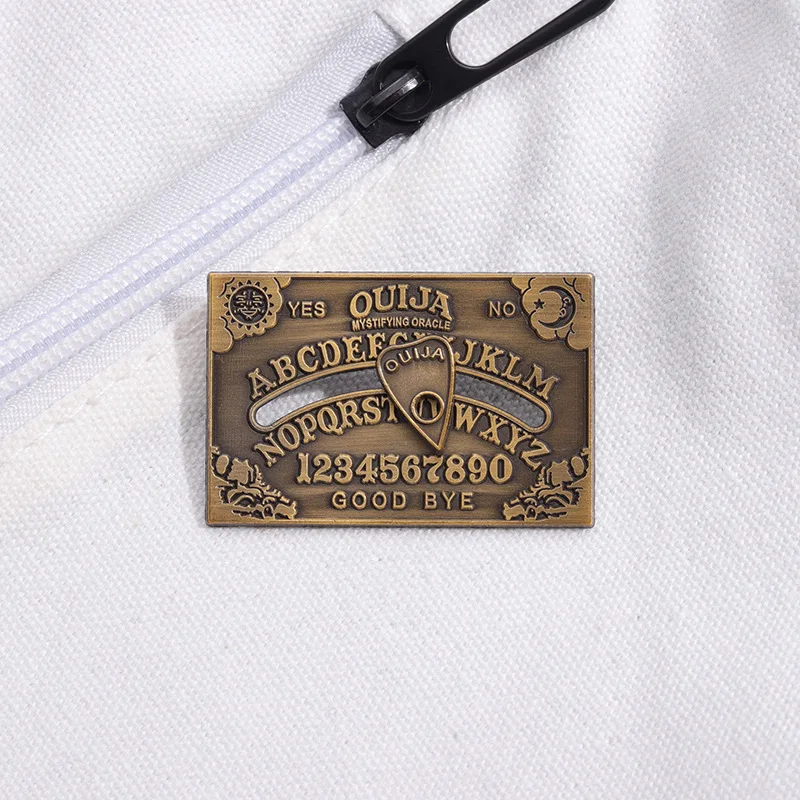 YES OUIJA NO
MYSTIFYING ORACLE
ABCDEF JKLM
OUIJA
NOPQRST WXYZ
1234567890
GOOD BYE